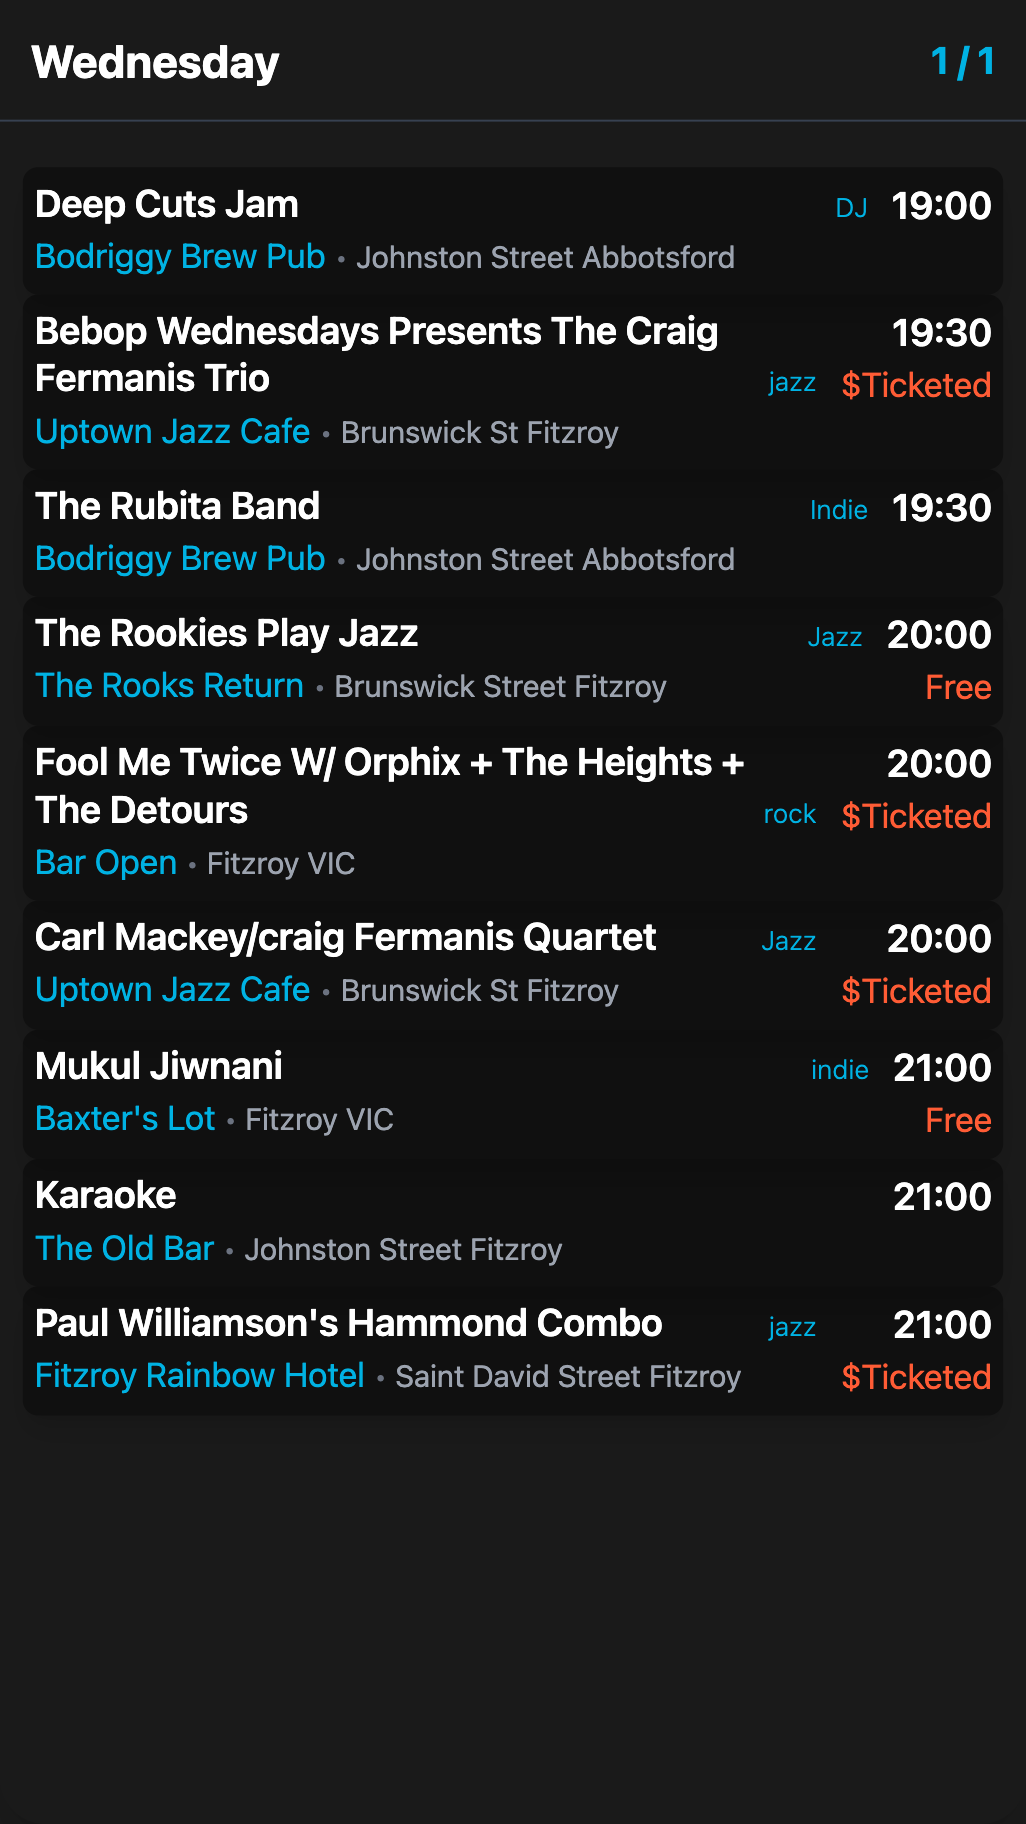 Wednesday 1 / 1
Deep Cuts Jam DJ 19:00
Bodriggy Brew Pub • Johnston Street Abbotsford
Bebop Wednesdays Presents The Craig 19:30
Fermanis Trio jazz $Ticketed
Uptown Jazz Cafe • Brunswick St Fitzroy
The Rubita Band Indie 19:30
Bodriggy Brew Pub • Johnston Street Abbotsford
The Rookies Play Jazz Jazz 20:00
The Rooks Return • Brunswick Street Fitzroy Free
Fool Me Twice W/ Orphix + The Heights + 20:00
The Detours rock $Ticketed
Bar Open • Fitzroy VIC
Carl Mackey/craig Fermanis Quartet Jazz 20:00
Uptown Jazz Cafe • Brunswick St Fitzroy $Ticketed
Mukul Jiwnani indie 21:00
Baxter's Lot • Fitzroy VIC Free
Karaoke 21:00
The Old Bar • Johnston Street Fitzroy
Paul Williamson's Hammond Combo jazz 21:00
Fitzroy Rainbow Hotel • Saint David Street Fitzroy $Ticketed